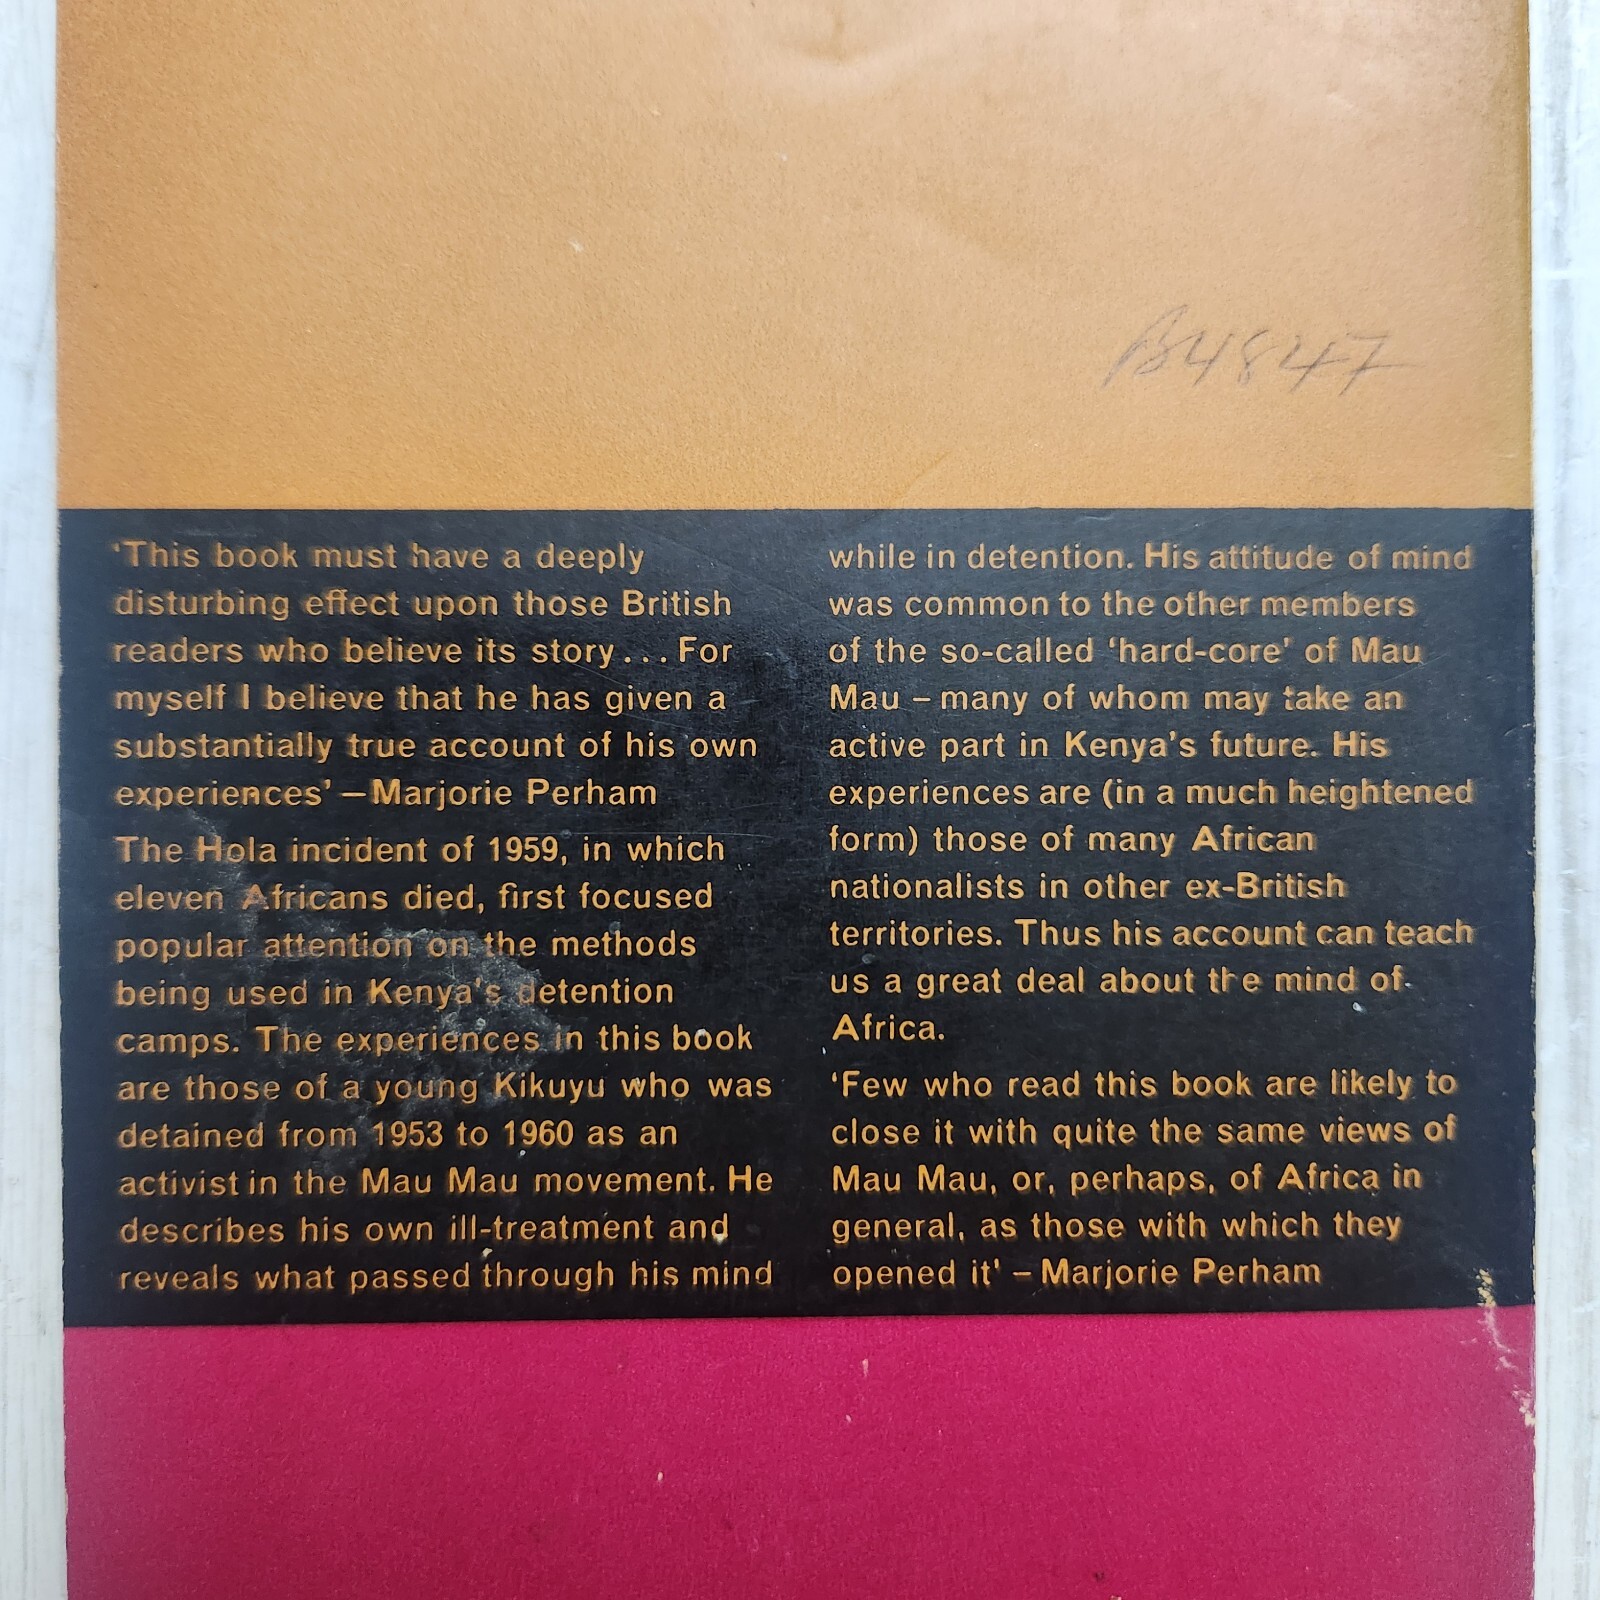 B4847
'This book must have a deeply
disturbing effect upon those British
readers who believe its story... For
myself I believe that he has given a
substantially true account of his own
experiences' — Marjorie Perham
The Hola incident of 1959, in which
eleven Africans died, first focused
popular attention on the methods
being used in Kenya's detention
camps. The experiences in this book
are those of a young Kikuyu who was
detained from 1953 to 1960 as an
activist in the Mau Mau movement. He
describes his own ill-treatment and
reveals what passed through his mind
while in detention. His attitude of mind
was common to the other members
of the so-called 'hard-core' of Mau
Mau – many of whom may take an
active part in Kenya's future. His
experiences are (in a much heightened
form) those of many African
nationalists in other ex-British
territories. Thus his account can teach
us a great deal about the mind of
Africa.
'Few who read this book are likely to
close it with quite the same views of
Mau Mau, or, perhaps, of Africa in
general, as those with which they
opened it' – Marjorie Perham